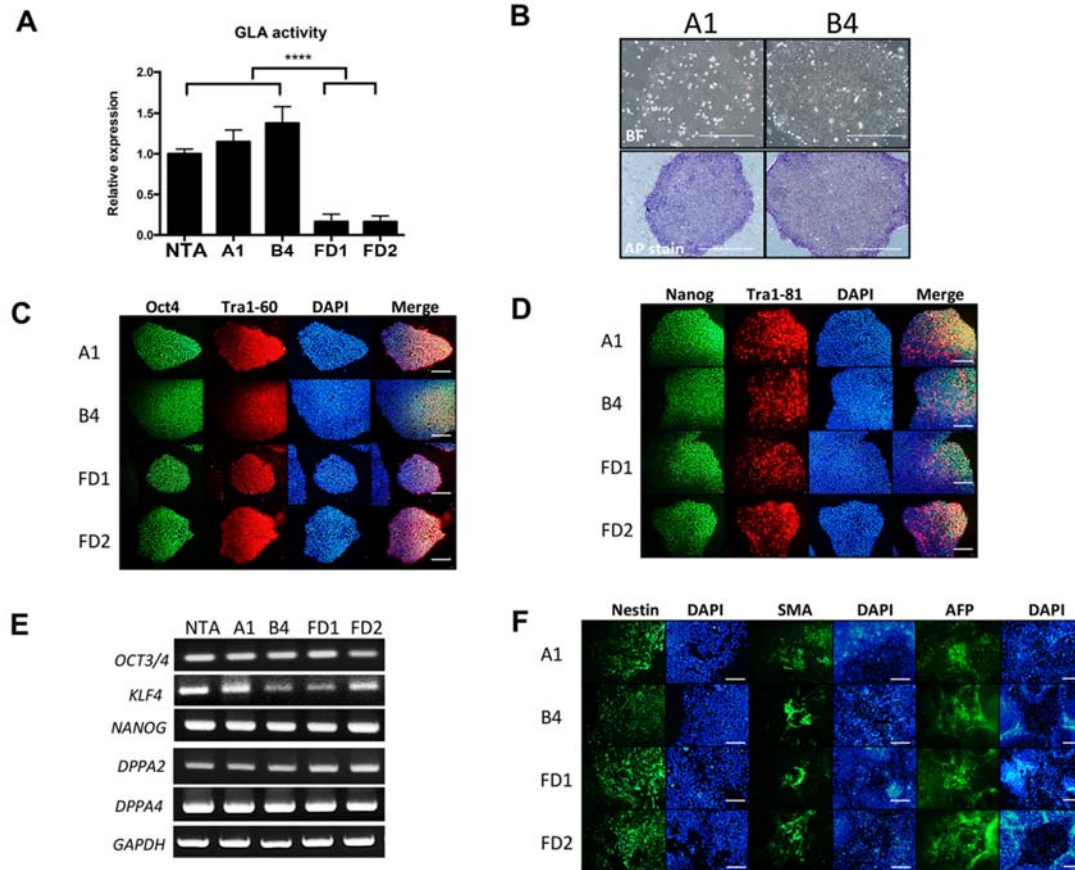 A
GLA activity
****
Relative expression
2.0
1.5
1.0
0.5
0.0
NTA A1 B4 FD1 FD2
B
A1 B4
BF
AP stain
C
Oct4 Tra1-60 DAPI Merge
A1
B4
FD1
FD2
D
Nanog Tra1-81 DAPI Merge
A1
B4
FD1
FD2
E
NTA A1 B4 FD1 FD2
OCT3/4
KLF4
NANOG
DPPA2
DPPA4
GAPDH
F
Nestin DAPI SMA DAPI AFP DAPI
A1
B4
FD1
FD2